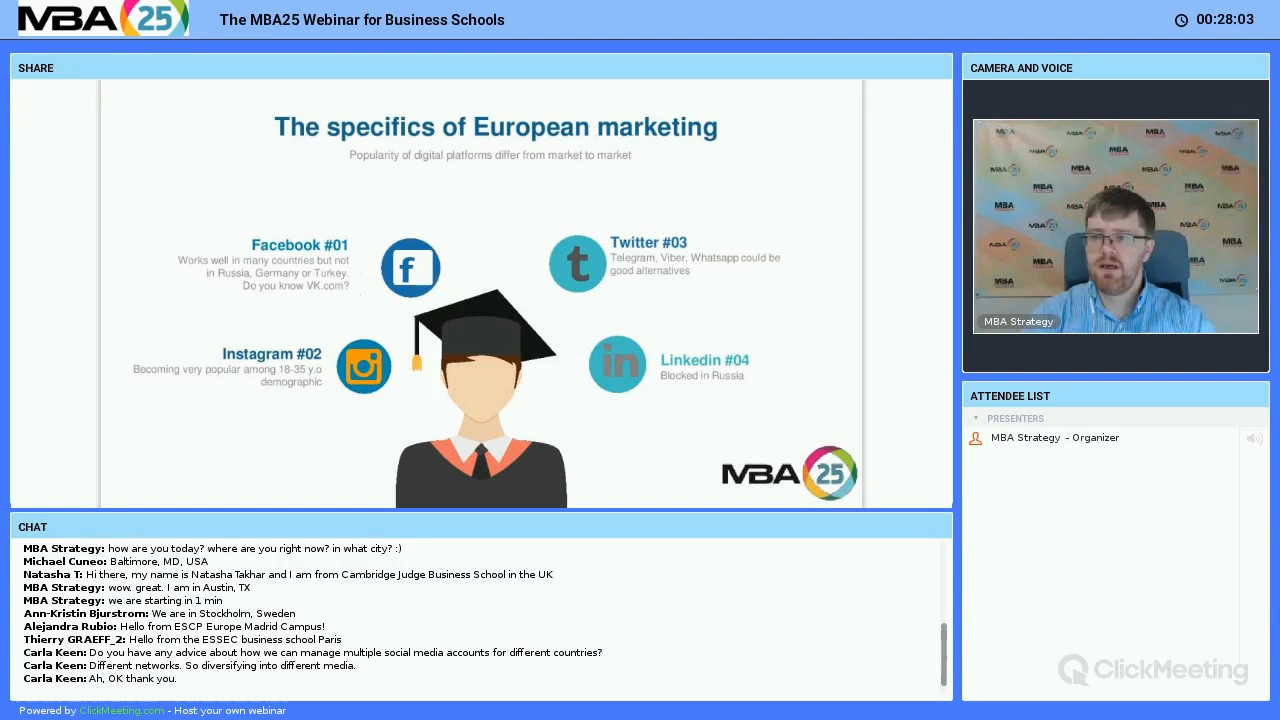 MBA 25
The MBA25 Webinar for Business Schools
00:28:03
SHARE
The specifics of European marketing
Popularity of digital platforms differ from market to market
Facebook #01
Works well in many countries but not
in Russia, Germany or Turkey.
Do you know VK.com?
Twitter #03
Telegram, Viber, Whatsapp could be
good alternatives
Instagram #02
Becoming very popular among 18-35 y.o
demographic
Linkedin #04
Blocked in Russia
f
t
in
MBA 25
CAMERA AND VOICE
MBA Strategy
ATTENDEE LIST
PRESENTERS
MBA Strategy - Organizer
ClickMeeting
CHAT
MBA Strategy: how are you today? where are you right now? in what city? :)
Michael Cuneo: Baltimore, MD, USA
Natasha T: Hi there, my name is Natasha Takhar and I am from Cambridge Judge Business School in the UK
MBA Strategy: wow. great. I am in Austin, TX
MBA Strategy: we are starting in 1 min
Ann-Kristin Bjurstrom: We are in Stockholm, Sweden
Alejandra Rubio: Hello from ESCP Europe Madrid Campus!
Thierry GRAEFF_2: Hello from the ESSEC business school Paris
Carla Keen: Do you have any advice about how we can manage multiple social media accounts for different countries?
Carla Keen: Different networks. So diversifying into different media.
Carla Keen: Ah, OK thank you.
Powered by ClickMeeting.com - Host your own webinar